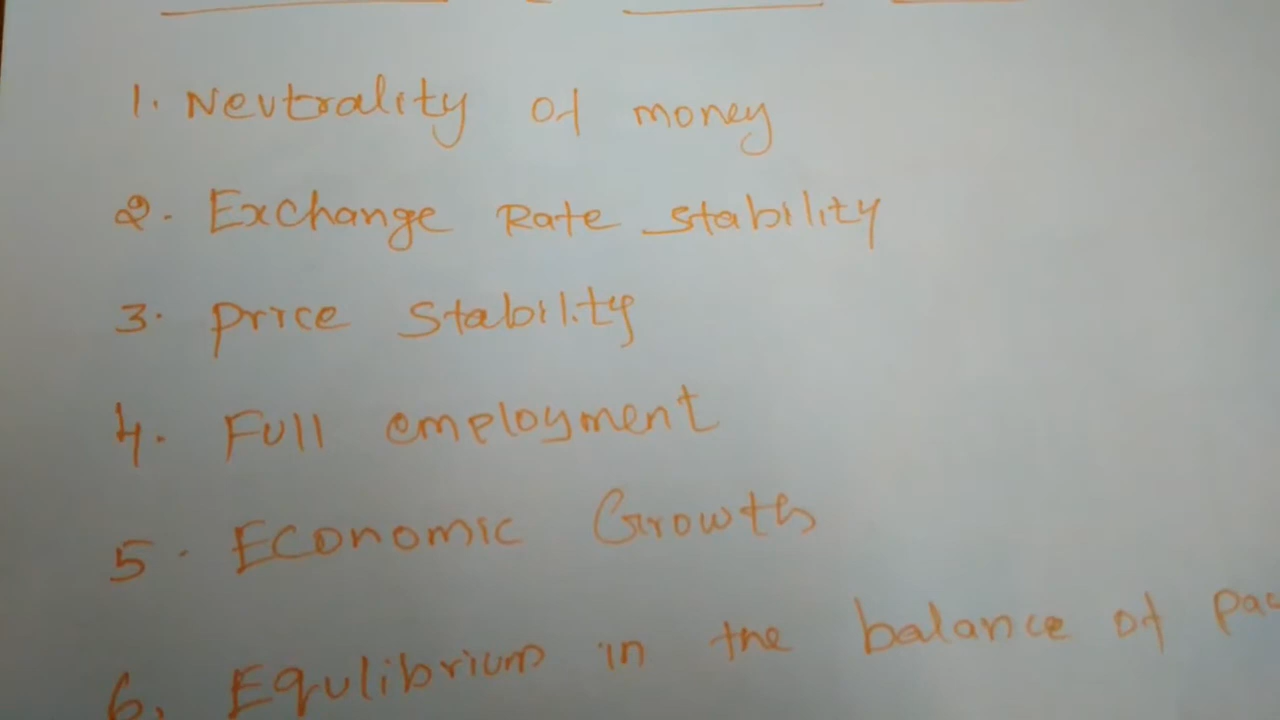 1. Neutrality of money
2. Exchange Rate stability
3. Price Stability
4. Full employment
5. Economic Growth
6. Equlibrium in the balance of